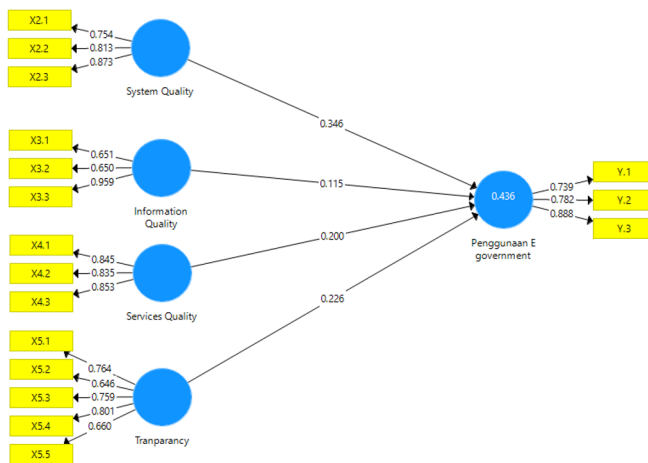 X2.1
0.754
X2.2
0.813
X2.3
0.873
System Quality
0.346
X3.1
0.651
X3.2
0.650
X3.3
0.959
Information
Quality
0.115
X4.1
0.845
X4.2
0.835
X4.3
0.853
Services Quality
0.200
X5.1
0.764
X5.2
0.646
X5.3
0.759
X5.4
0.801
X5.5
0.660
Tranparancy
0.226
0.436
Penggunaan E
government
Y.1
0.739
Y.2
0.782
Y.3
0.888